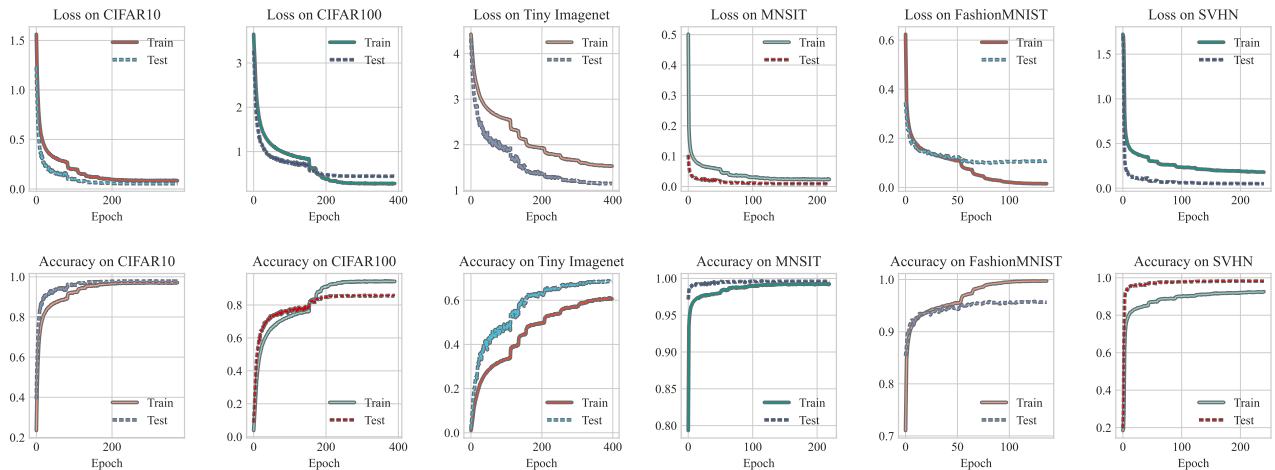 Loss on CIFAR10
1.5
1.0
0.5
0.0
0
200
Epoch
Train
Test
Loss on CIFAR100
3
2
1
0
200
400
Epoch
Train
Test
Loss on Tiny Imagenet
4
3
2
1
0
200
400
Epoch
Train
Test
Loss on MNSIT
0.5
0.4
0.3
0.2
0.1
0.0
0
100
200
Epoch
Train
Test
Loss on FashionMNIST
0.6
0.4
0.2
0.0
0
50
100
Epoch
Train
Test
Loss on SVHN
1.5
1.0
0.5
0.0
0
100
200
Epoch
Train
Test
Accuracy on CIFAR10
1.0
0.8
0.6
0.4
0.2
0
200
Epoch
Train
Test
Accuracy on CIFAR100
0.8
0.6
0.4
0.2
0.0
0
200
400
Epoch
Train
Test
Accuracy on Tiny Imagenet
0.6
0.4
0.2
0.0
0
200
400
Epoch
Train
Test
Accuracy on MNSIT
1.00
0.95
0.90
0.85
0.80
0
100
200
Epoch
Train
Test
Accuracy on FashionMNIST
1.0
0.9
0.8
0.7
0
50
100
Epoch
Train
Test
Accuracy on SVHN
1.0
0.8
0.6
0.4
0.2
0
100
200
Epoch
Train
Test